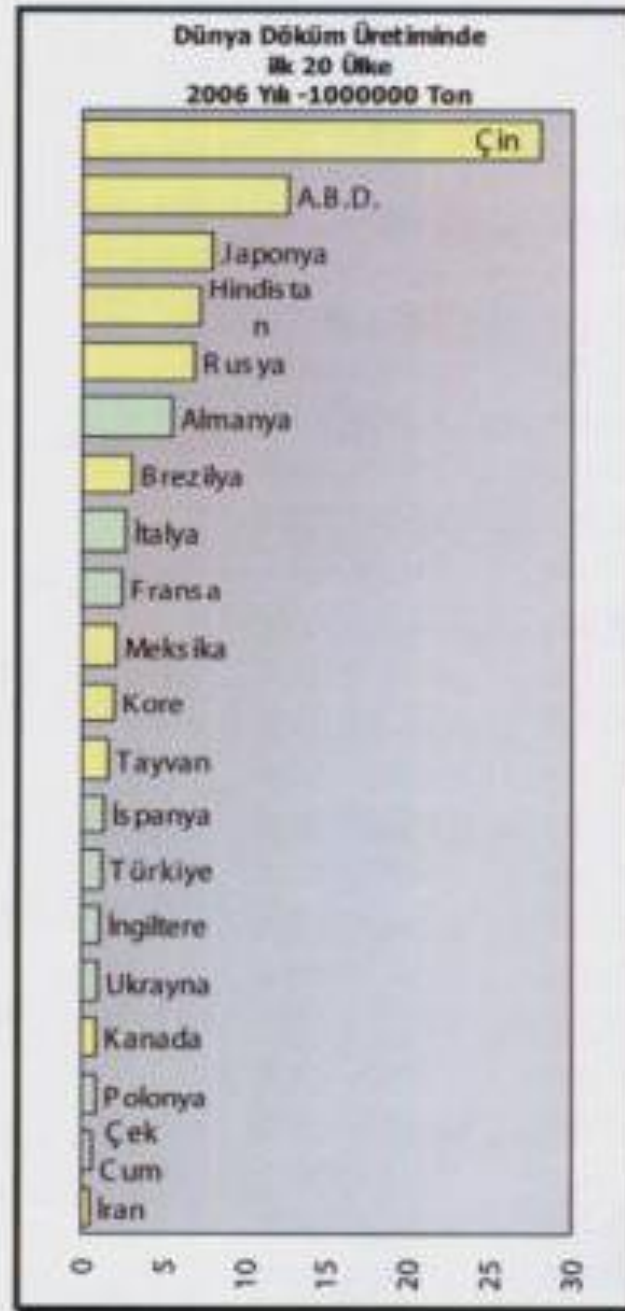 Dünya Döküm Üretiminde
ilk 20 Ülke
2006 Yılı -1000000 Ton
Çin
A.B.D.
Japonya
Hindista
n
Rusya
Almanya
Brezilya
İtalya
Fransa
Meksika
Kore
Tayvan
İspanya
Türkiye
İngiltere
Ukrayna
Kanada
Polonya
Çek
Cum
İran
0 5 10 15 20 25 30